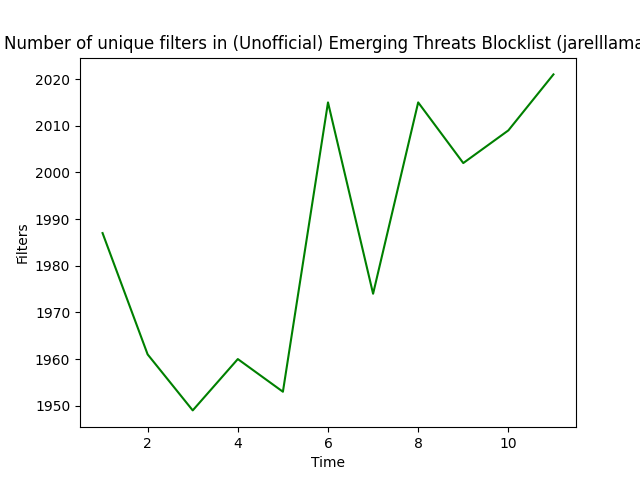 Number of unique filters in (Unofficial) Emerging Threats Blocklist (jarelllama
2020
2010
2000
1990
1980
1970
1960
1950
Filters
2 4 6 8 10
Time